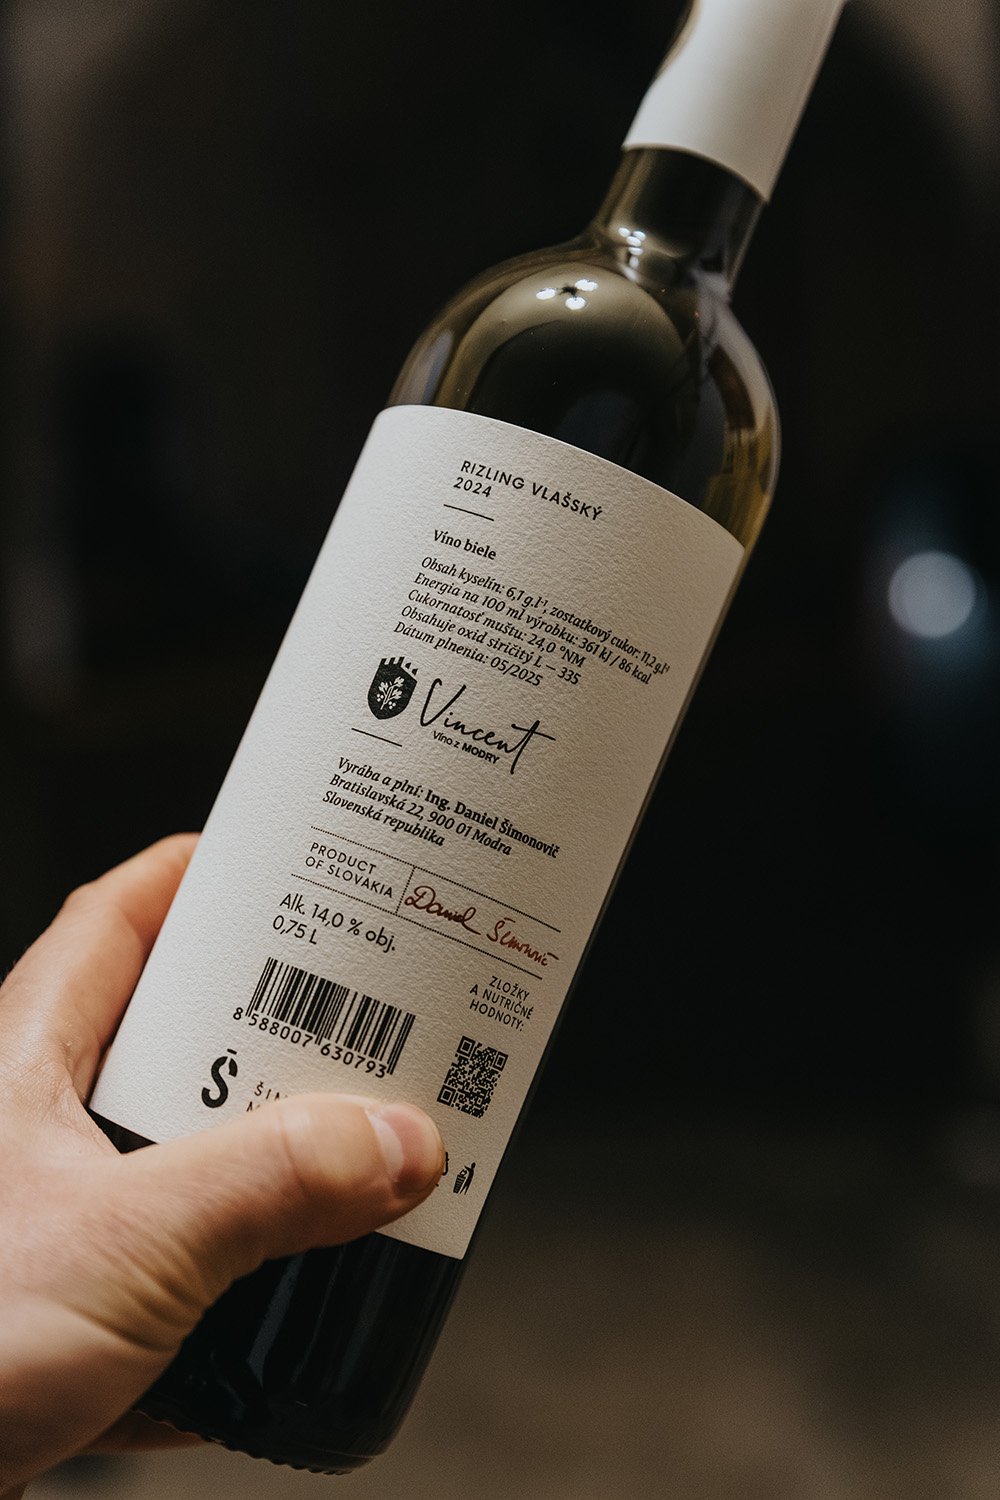 RIZLING VLAŠSKÝ
2024
Víno biele
Obsah kyselín: 6,1 g.l⁻¹, zostatkový cukor: 11,2 g.l⁻¹
Energia na 100 ml výrobku: 361 kJ / 86 kcal
Cukornatosť muštu: 24,0 °NM
Obsahuje oxid siričitý L – 335
Dátum plnenia: 05/2025
Vincent
Víno z MODRY
Vyrába a plní: Ing. Daniel Šimonovič
Bratislavská 22, 900 01 Modra
Slovenská republika
PRODUCT
OF SLOVAKIA
Daniel Šimonovič
Alk. 14,0 % obj.
0,75 L
ZLOŽKY
A NUTRIČNÉ
HODNOTY:
8 588007 630793
Š